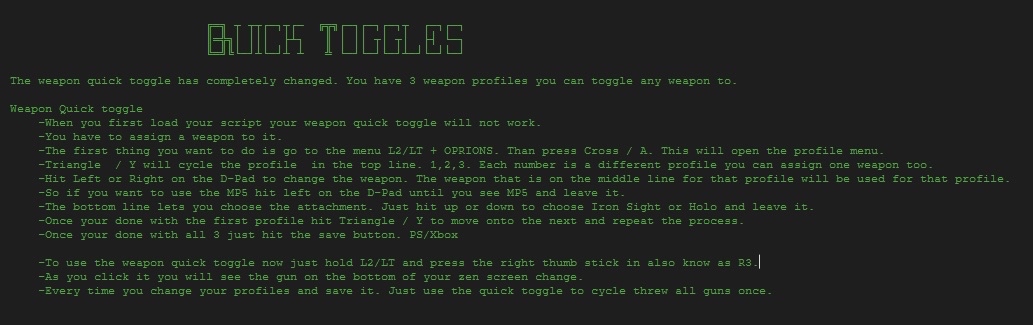 QUICK TOGGLES
The weapon quick toggle has completely changed. You have 3 weapon profiles you can toggle any weapon to.
Weapon Quick toggle
-When you first load your script your weapon quick toggle will not work.
-You have to assign a weapon to it.
-The first thing you want to do is go to the menu L2/LT + OPRIONS. Than press Cross / A. This will open the profile menu.
-Triangle  / Y will cycle the profile  in the top line. 1,2,3. Each number is a different profile you can assign one weapon too.
-Hit Left or Right on the D-Pad to change the weapon. The weapon that is on the middle line for that profile will be used for that profile.
-So if you want to use the MP5 hit left on the D-Pad until you see MP5 and leave it.
-The bottom line lets you choose the attachment. Just hit up or down to choose Iron Sight or Holo and leave it.
-Once your done with the first profile hit Triangle / Y to move onto the next and repeat the process.
-Once your done with all 3 just hit the save button. PS/Xbox
-To use the weapon quick toggle now just hold L2/LT and press the right thumb stick in also know as R3.
-As you click it you will see the gun on the bottom of your zen screen change.
-Every time you change your profiles and save it. Just use the quick toggle to cycle threw all guns once.